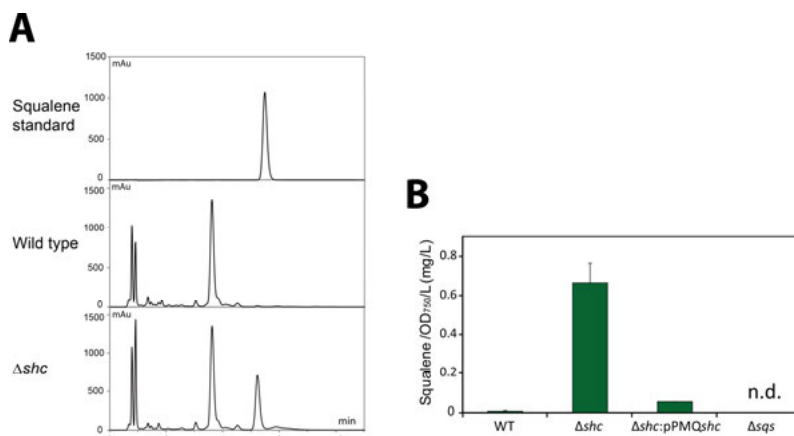 A
1500
mAu
Squalene
standard
1000
500
0
1500
mAu
Wild type
1000
500
0
1500
mAu
Δshc
1000
500
0
min
B
Squalene /OD750/L (mg/L)
0.8
0.6
0.4
0.2
0
n.d.
WT
Δshc
Δshc:pPMQshc
Δsqs